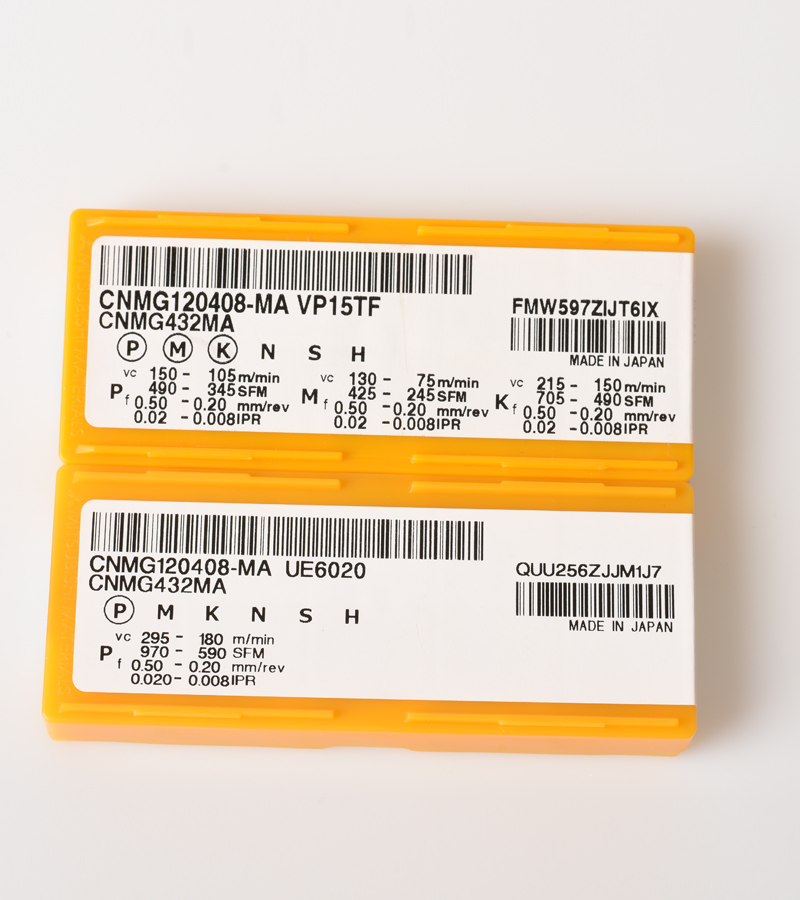 CNMG120408-MA VP15TF
CNMG432MA
FMW597ZIJT6IX
MADE IN JAPAN
P M K N S H
P vc 150 - 105 m/min
490 - 345 SFM
f 0.50 - 0.20 mm/rev
0.02 - 0.008 IPR
M vc 130 - 75 m/min
425 - 245 SFM
f 0.50 - 0.20 mm/rev
0.02 - 0.008 IPR
K vc 215 - 150 m/min
705 - 490 SFM
f 0.50 - 0.20 mm/rev
0.02 - 0.008 IPR
CNMG120408-MA UE6020
CNMG432MA
QUU256ZJJM1J7
MADE IN JAPAN
P M K N S H
P vc 295 - 180 m/min
970 - 590 SFM
f 0.50 - 0.20 mm/rev
0.020 - 0.008 IPR